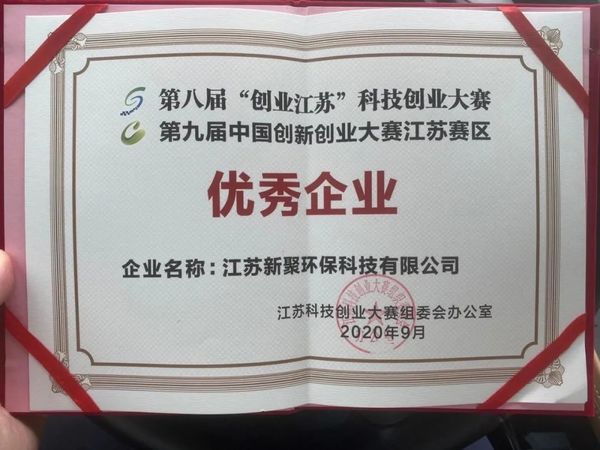 第八届“创业江苏”科技创业大赛
第九届中国创新创业大赛江苏赛区
优秀企业
企业名称：江苏新聚环保科技有限公司
江苏科技创业大赛组委会办公室
2020年9月